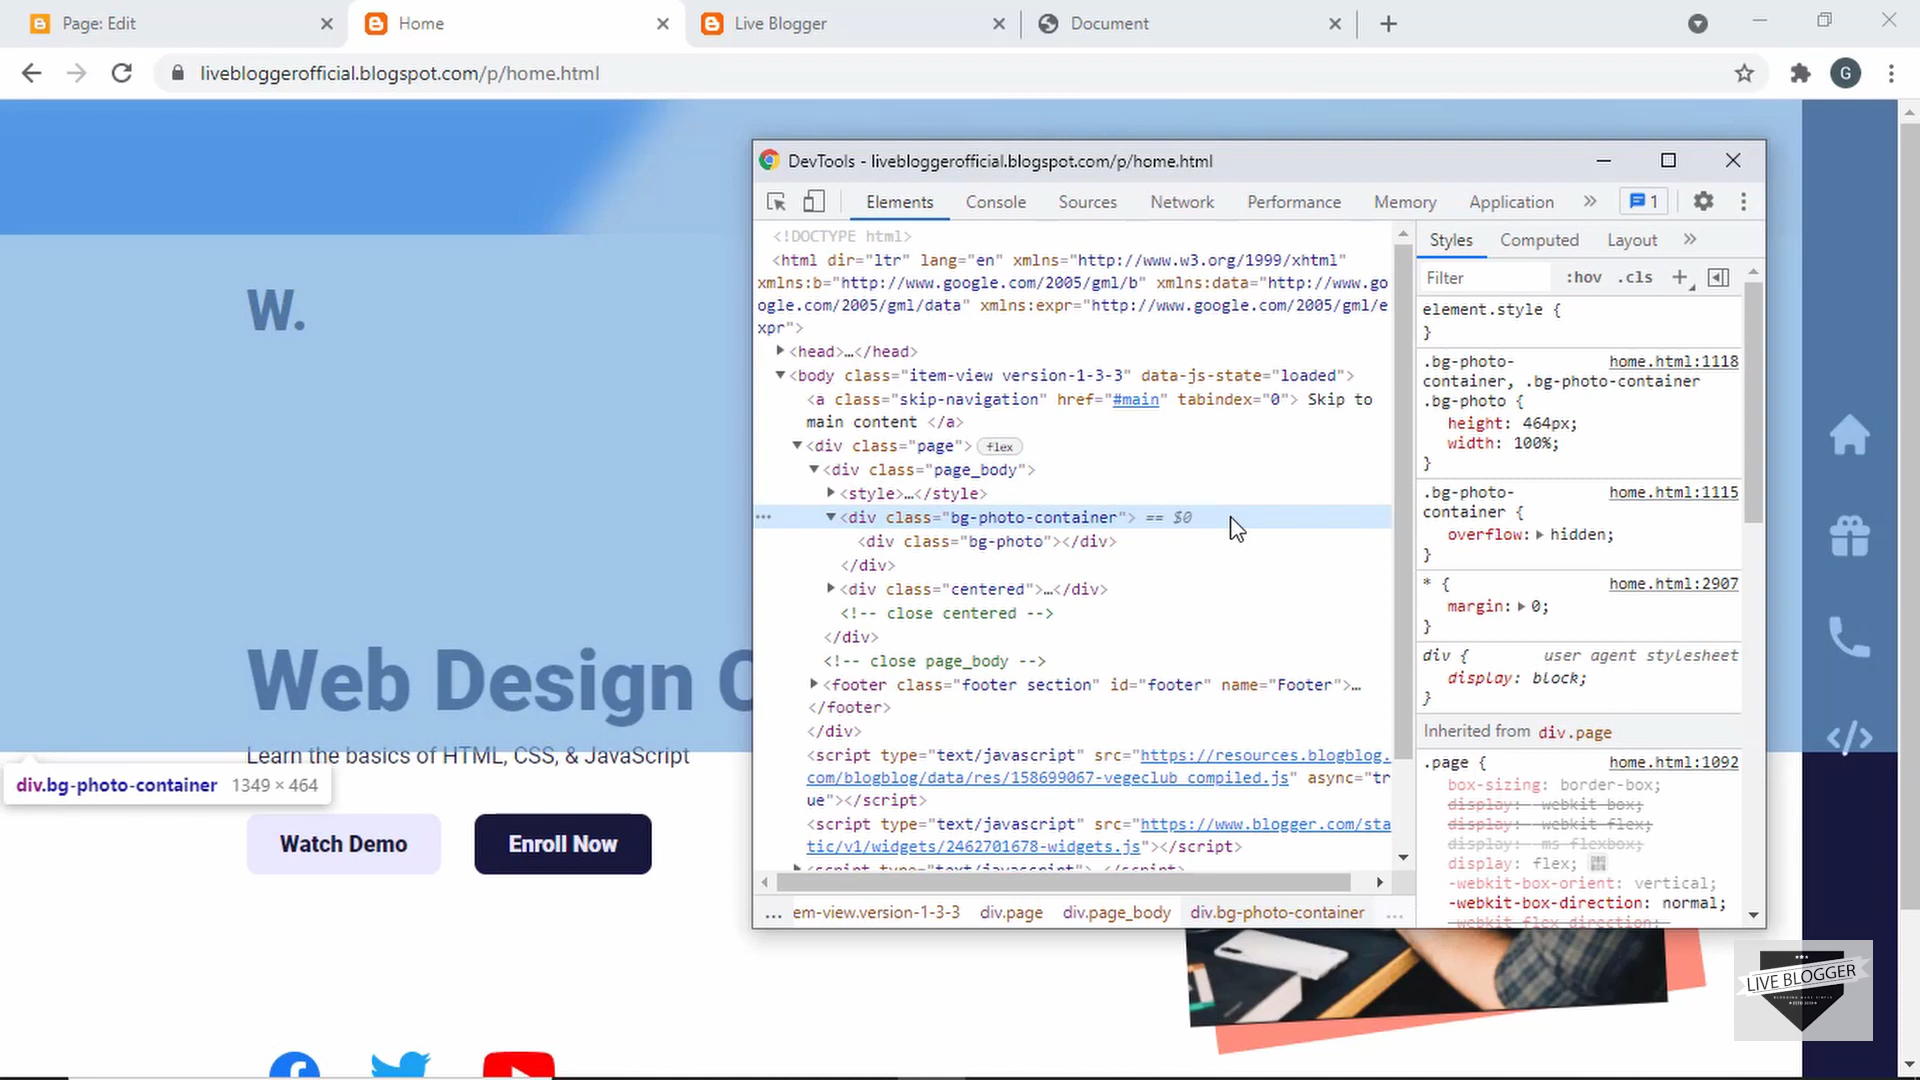 Page: Edit
Home
Live Blogger
Document
livebloggerofficial.blogspot.com/p/home.html
G
W.
Web Design C
Learn the basics of HTML, CSS, & JavaScript
div.bg-photo-container 1349 × 464
Watch Demo
Enroll Now
DevTools - livebloggerofficial.blogspot.com/p/home.html
Elements Console Sources Network Performance Memory Application » 1
<!DOCTYPE html>
<html dir="ltr" lang="en" xmlns="http://www.w3.org/1999/xhtml"
xmlns:b="http://www.google.com/2005/gml/b" xmlns:data="http://www.go
ogle.com/2005/gml/data" xmlns:expr="http://www.google.com/2005/gml/e
xpr">
<head>…</head>
<body class="item-view version-1-3-3" data-js-state="loaded">
<a class="skip-navigation" href="#main" tabindex="0"> Skip to
main content </a>
<div class="page"> flex
<div class="page_body">
<style>…</style>
<div class="bg-photo-container"> == $0
<div class="bg-photo"></div>
</div>
<div class="centered">…</div>
<!-- close centered -->
</div>
<!-- close page_body -->
<footer class="footer section" id="footer" name="Footer">…
</footer>
</div>
<script type="text/javascript" src="https://resources.blogblog.
com/blogblog/data/res/158699067-vegeclub_compiled.js" async="tr
ue"></script>
<script type="text/javascript" src="https://www.blogger.com/sta
tic/v1/widgets/2462701678-widgets.js"></script>
... em-view.version-1-3-3 div.page div.page_body div.bg-photo-container ...
Styles Computed Layout »
Filter :hov .cls +
element.style {
}
.bg-photo- home.html:1118
container, .bg-photo-container
.bg-photo {
height: 464px;
width: 100%;
}
.bg-photo- home.html:1115
container {
overflow: hidden;
}
* { home.html:2907
margin: 0;
}
div { user agent stylesheet
display: block;
}
Inherited from div.page
.page { home.html:1092
box-sizing: border-box;
display: -webkit-box;
display: -webkit-flex;
display: -ms-flexbox;
display: flex;
-webkit-box-orient: vertical;
-webkit-box-direction: normal;
-webkit-flex-direction:
LIVE BLOGGER